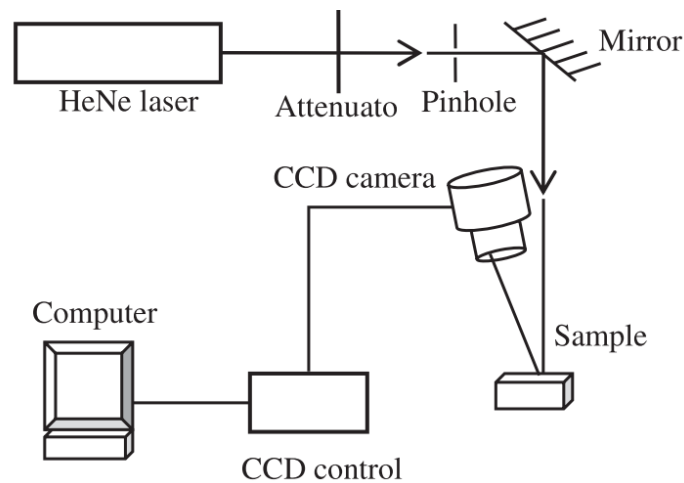 Mirror
HeNe laser
Attenuato
Pinhole
CCD camera
Computer
Sample
CCD control